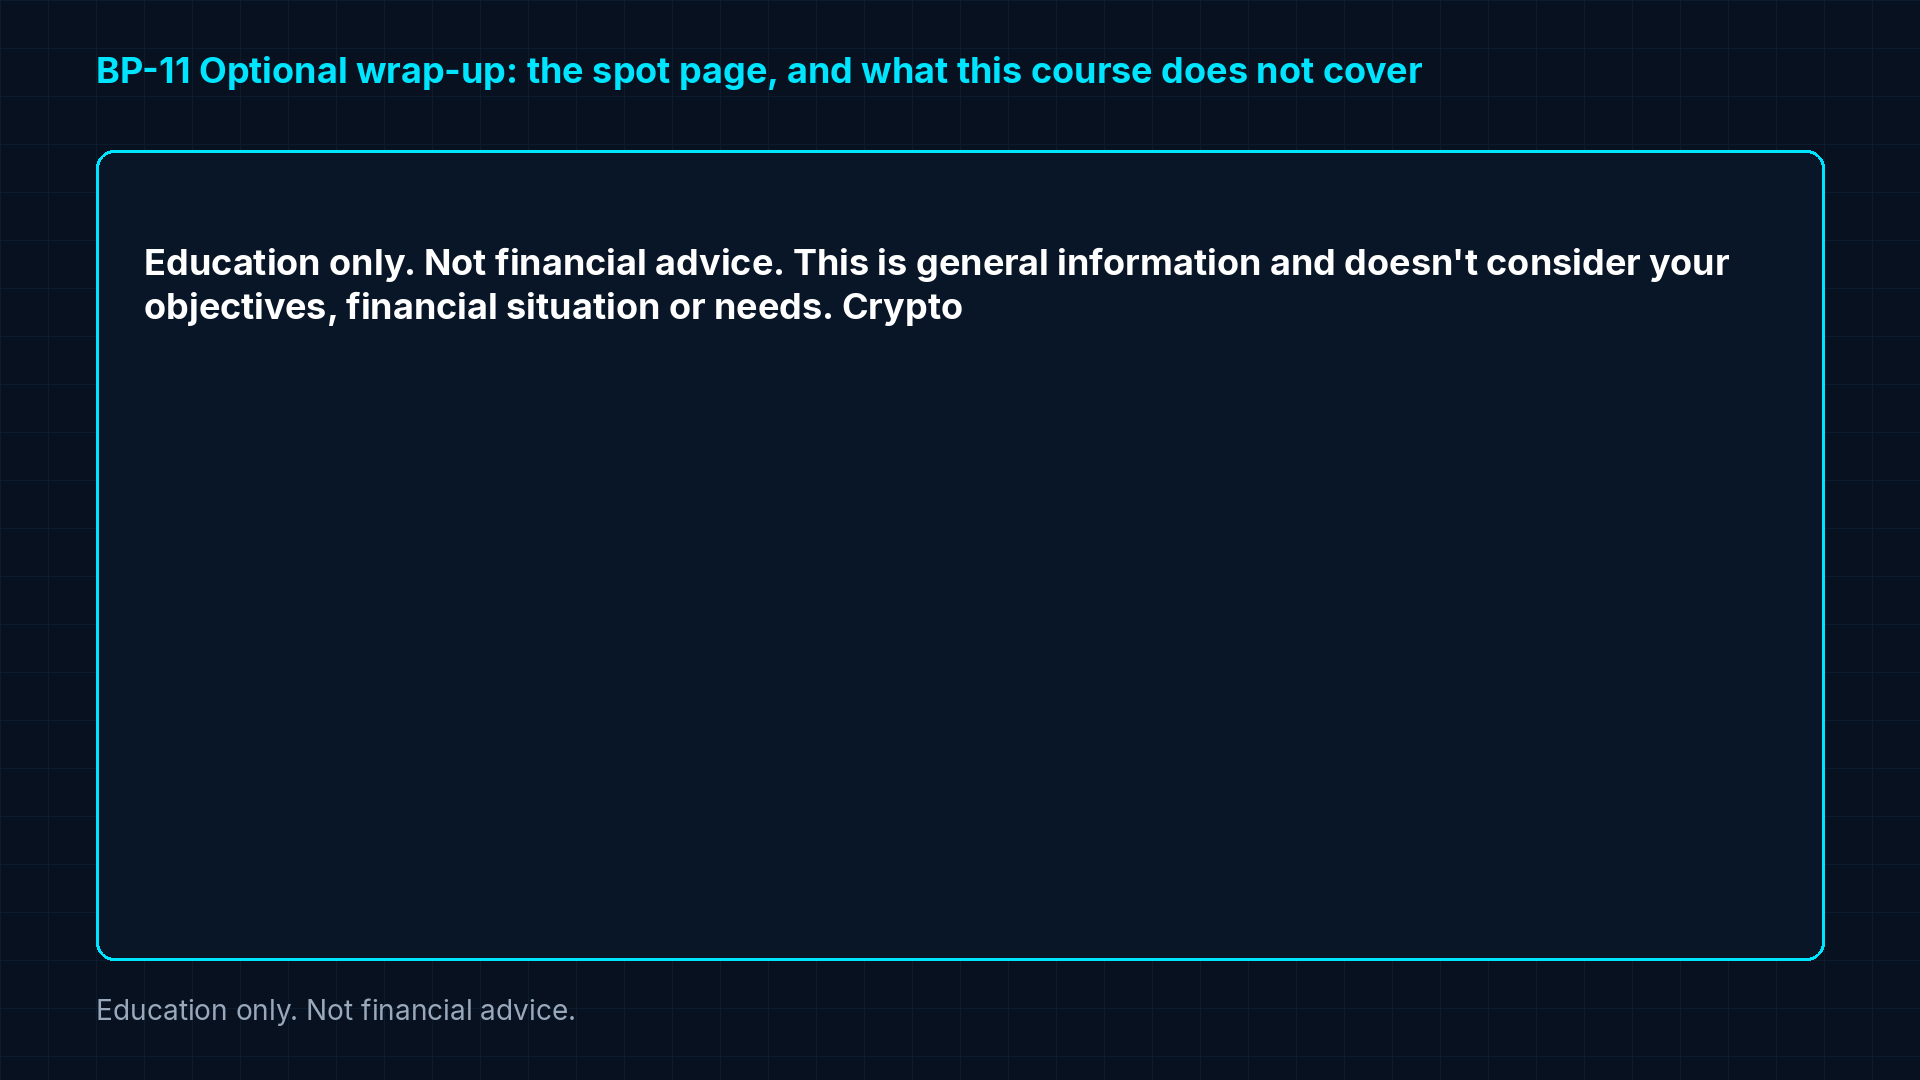 BP-11 Optional wrap-up: the spot page, and what this course does not cover
Education only. Not financial advice. This is general information and doesn't consider your
objectives, financial situation or needs. Crypto
Education only. Not financial advice.